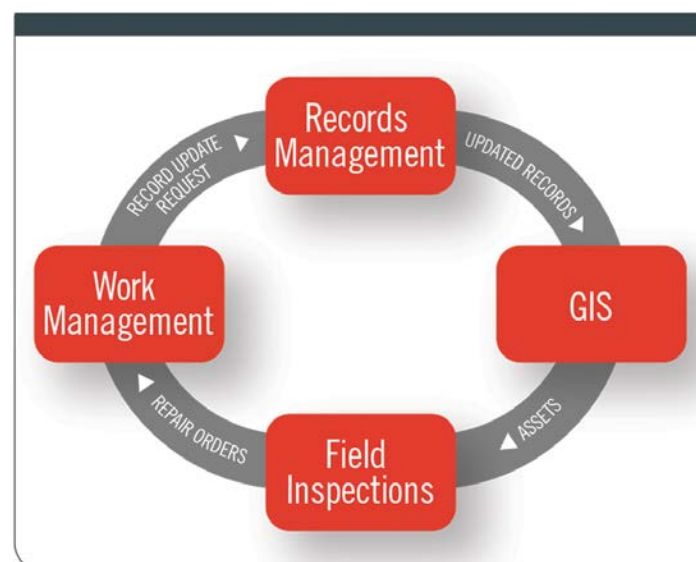 Records
Management
UPDATED RECORDS
GIS
ASSETS
Field
Inspections
REPAIR ORDERS
Work
Management
RECORD UPDATE
REQUEST